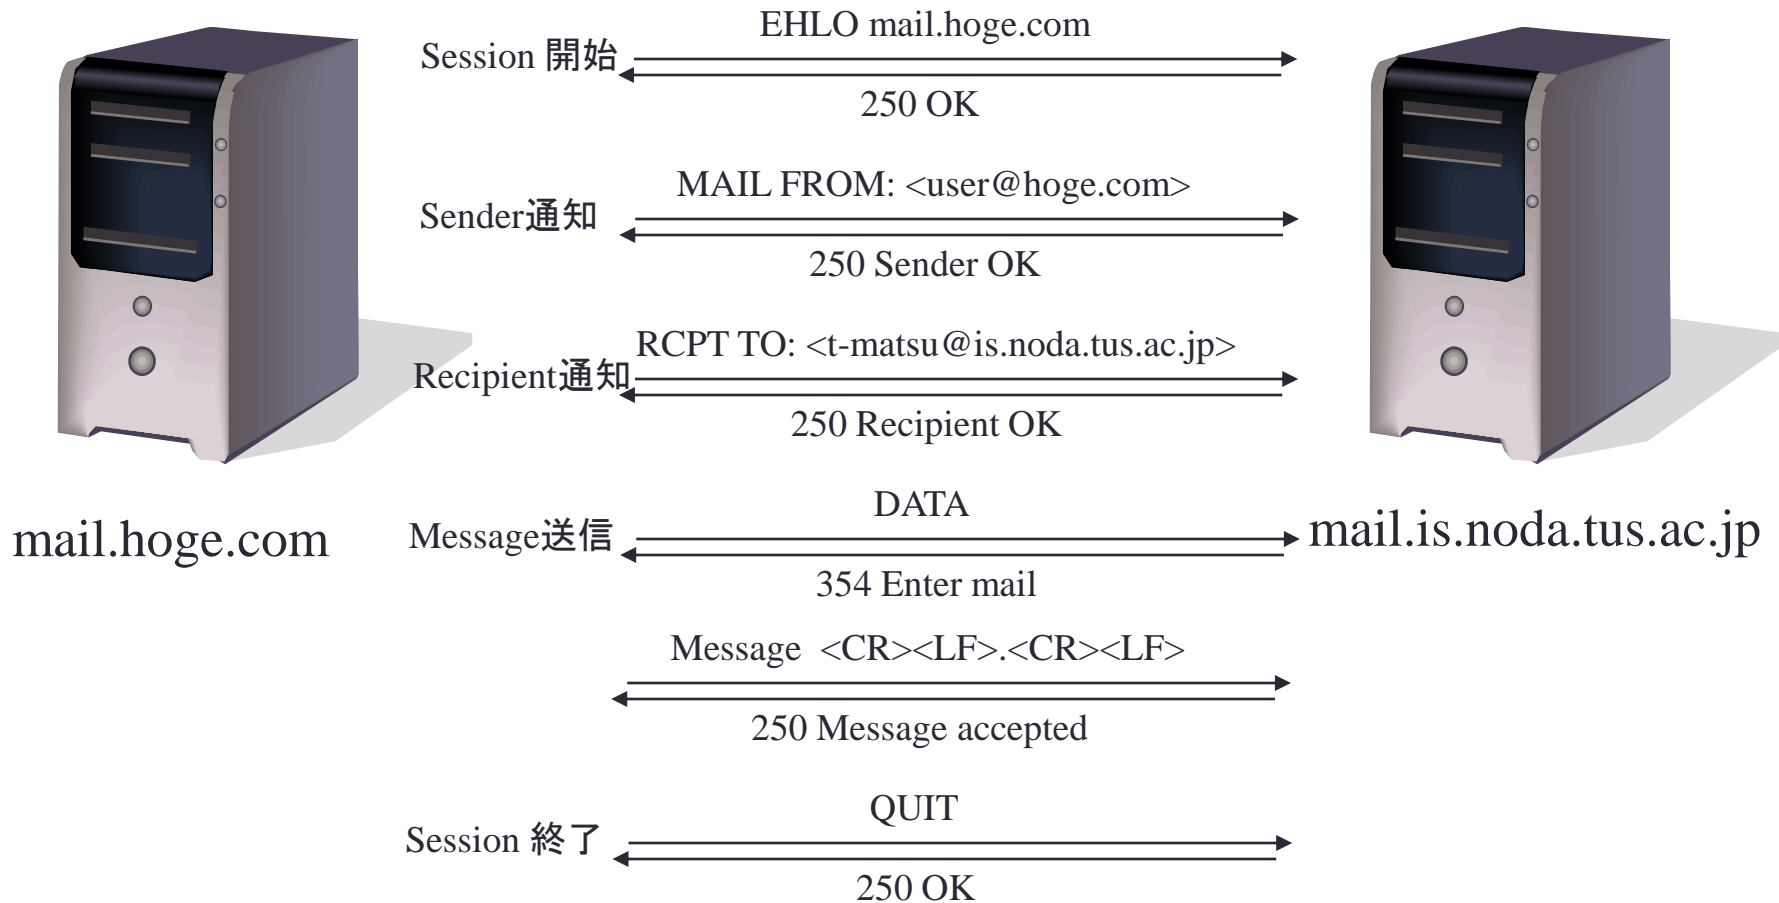 EHLO mail.hoge.com
Session 開始
250 OK
MAIL FROM: <user@hoge.com>
Sender通知
250 Sender OK
RCPT TO: <t-matsu@is.noda.tus.ac.jp>
Recipient通知
250 Recipient OK
mail.hoge.com
DATA
Message送信
mail.is.noda.tus.ac.jp
354 Enter mail
Message <CR><LF>.<CR><LF>
250 Message accepted
QUIT
Session 終了
250 OK